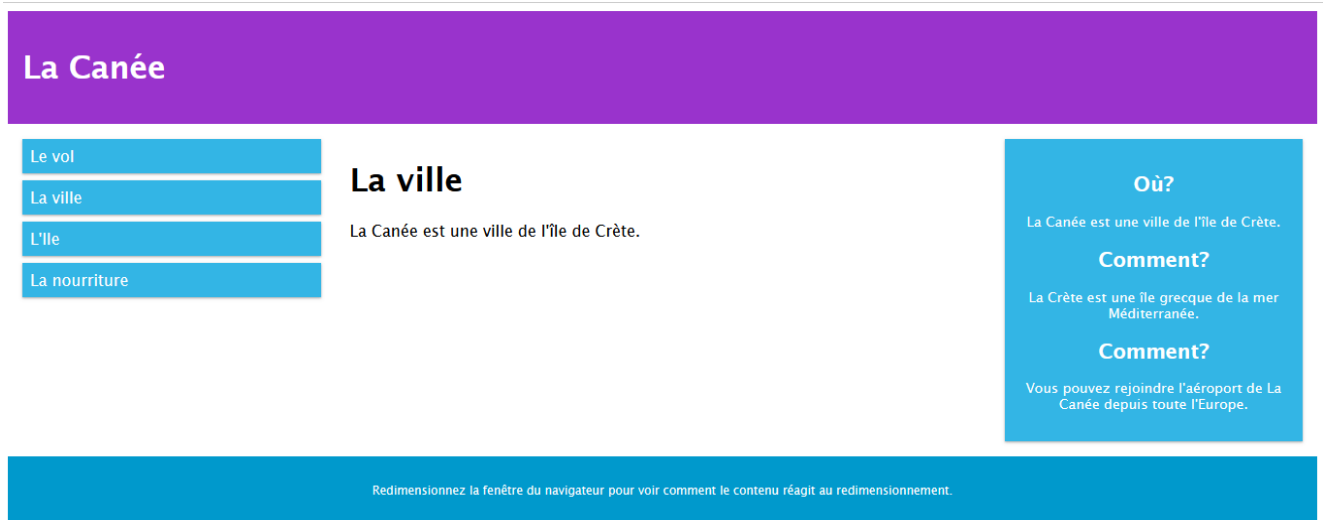 La Canée
Le vol
La ville
L'Ile
La nourriture
La ville
La Canée est une ville de l'île de Crète.
Où?
La Canée est une ville de l'île de Crète.
Comment?
La Crète est une île grecque de la mer
Méditerranée.
Comment?
Vous pouvez rejoindre l'aéroport de La
Canée depuis toute l'Europe.
Redimensionnez la fenêtre du navigateur pour voir comment le contenu réagit au redimensionnement.